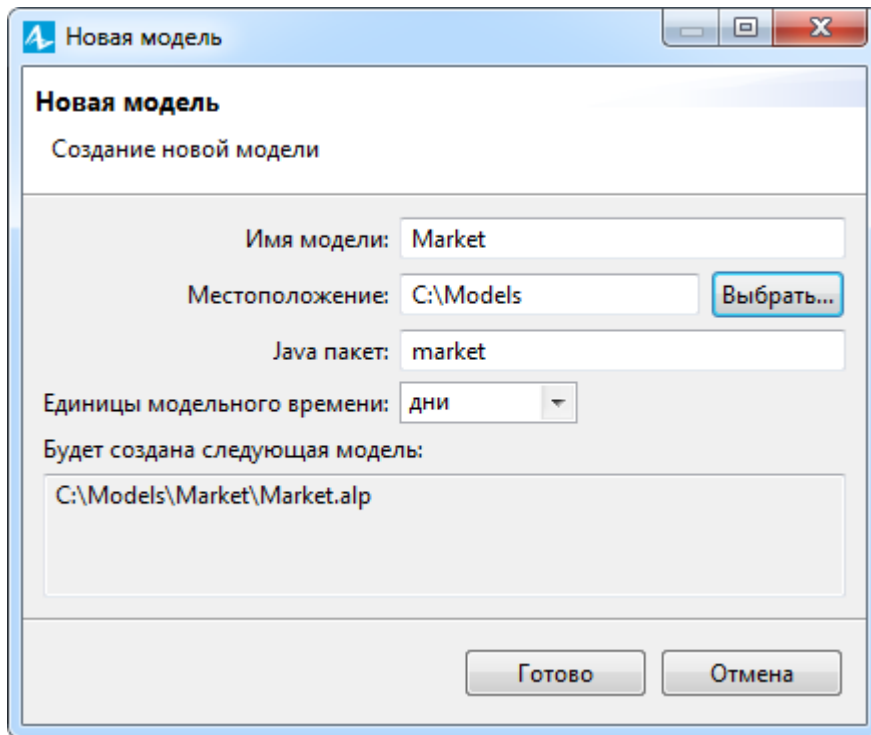 Новая модель
Новая модель
Создание новой модели
Имя модели: Market
Местоположение: C:\Models Выбрать...
Java пакет: market
Единицы модельного времени: дни
Будет создана следующая модель:
C:\Models\Market\Market.alp
Готово Отмена